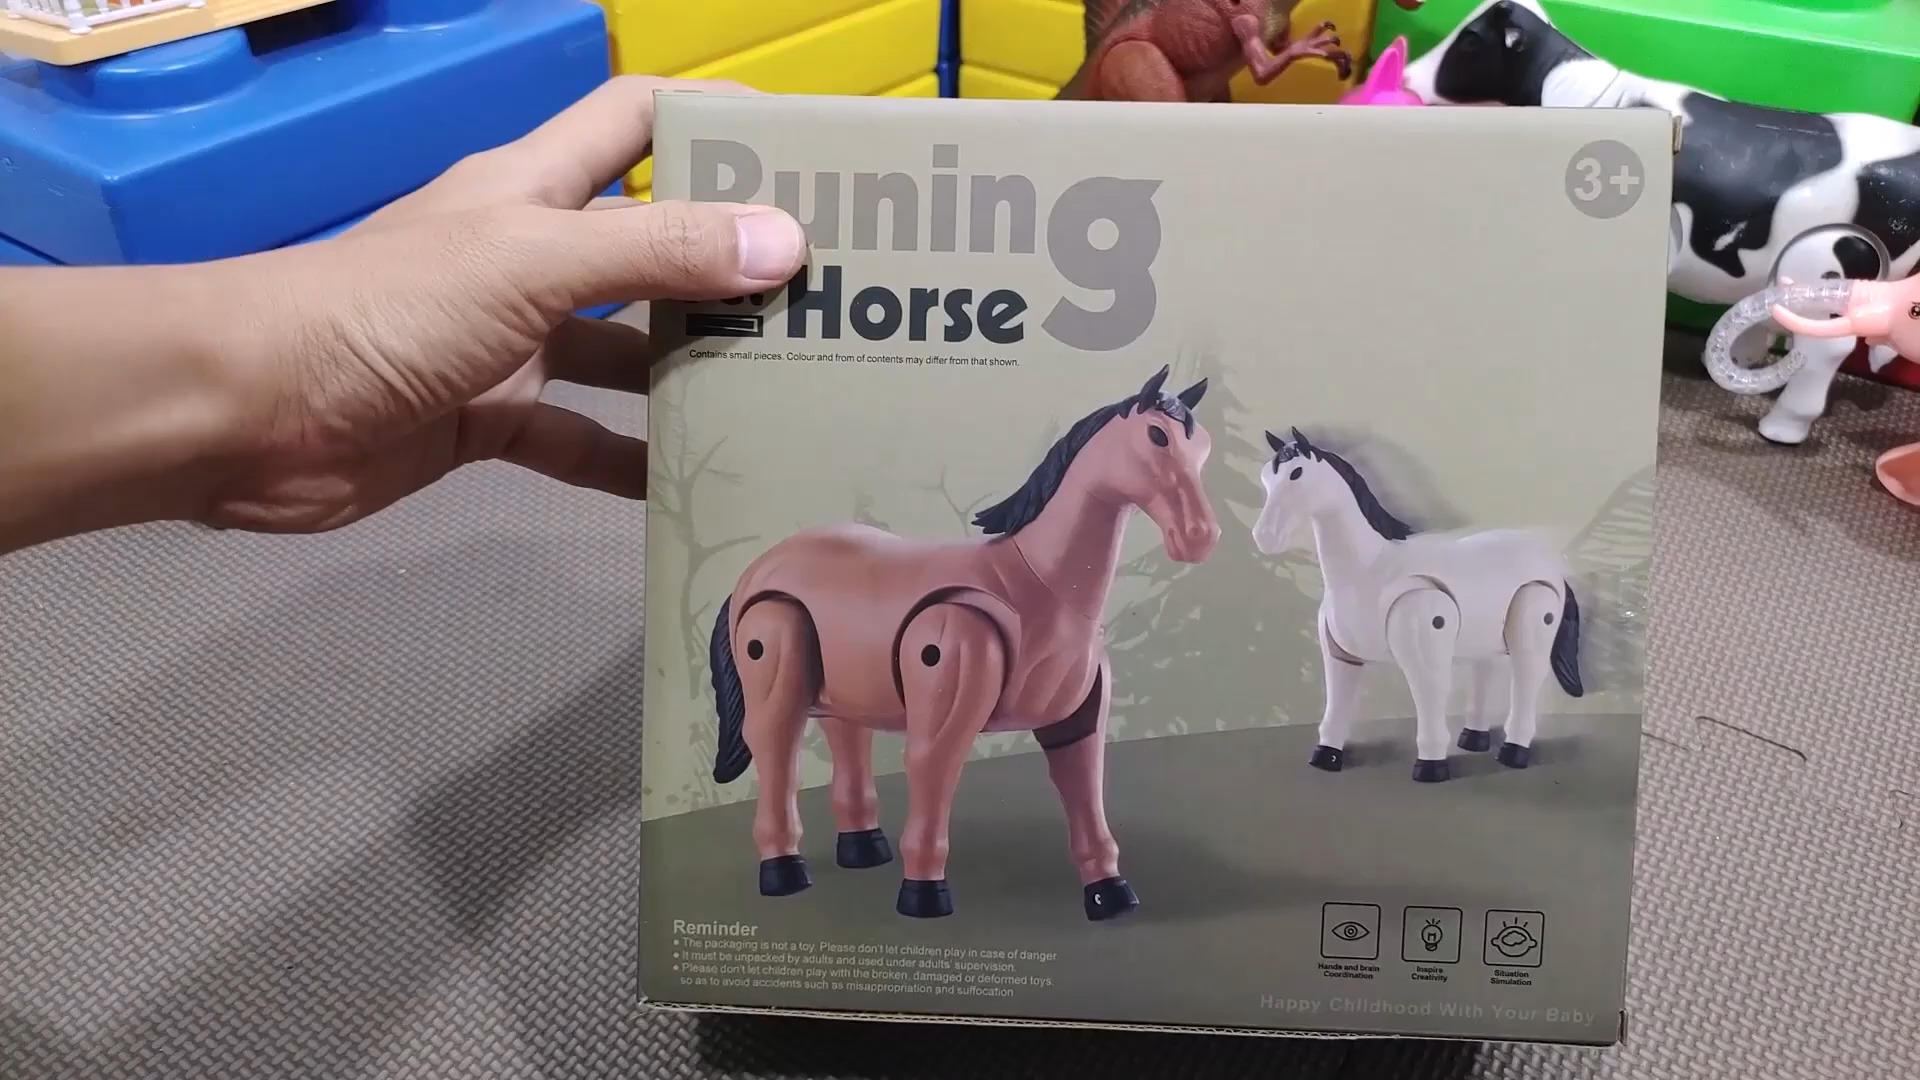 Runing
3+
Horse
Contains small pieces. Colour and from of contents may differ from that shown.
Reminder
• The packaging is not a toy. Please don't let children play in case of danger.
• It must be unpacked by adults and used under adults' supervision.
• Please don't let children play with the broken, damaged or deformed toys,
so as to avoid accidents such as misappropriation and suffocation
Hands and brain
Coordination
Inspire
Creativity
Situation
Simulation
Happy Childhood With Your Baby